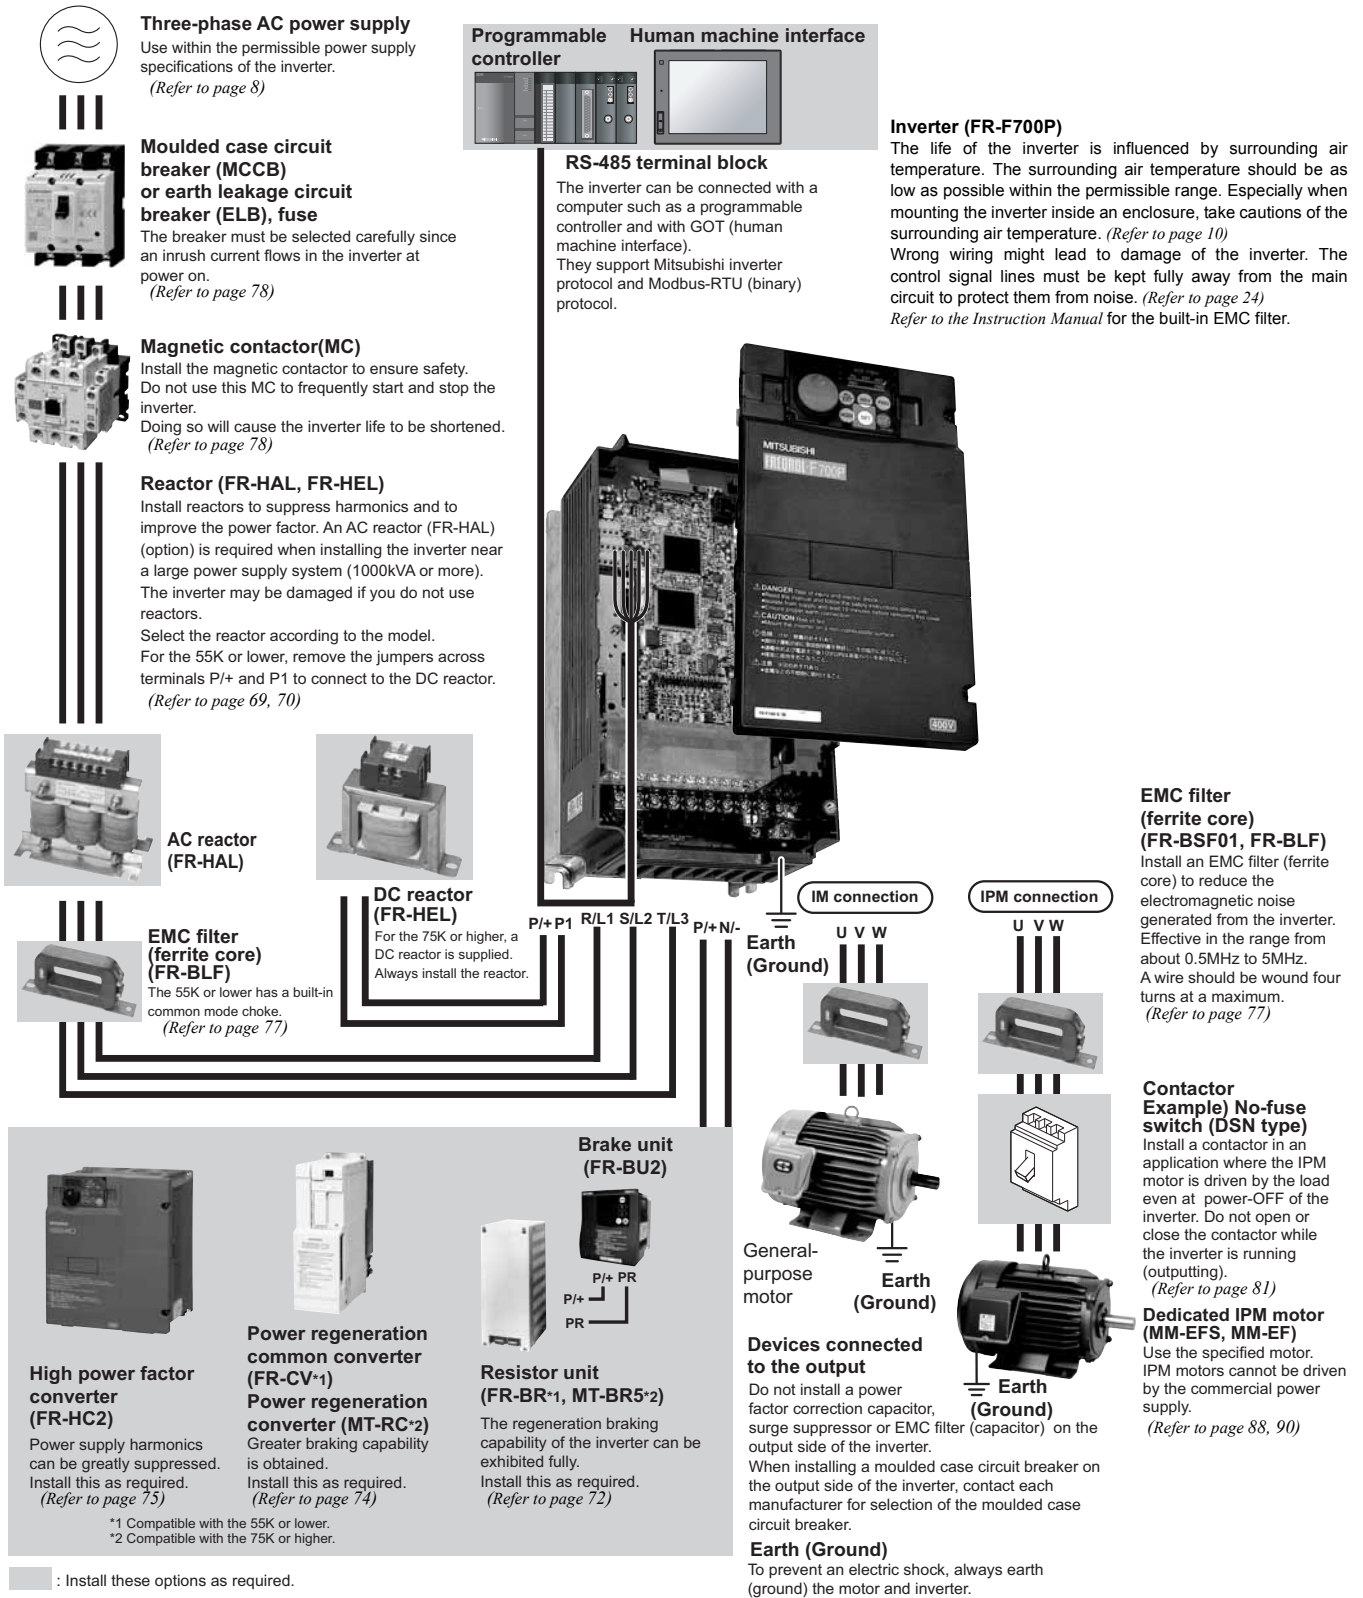 Three-phase AC power supply
Use within the permissible power supply
specifications of the inverter.
(Refer to page 8)
Moulded case circuit
breaker (MCCB)
or earth leakage circuit
breaker (ELB), fuse
The breaker must be selected carefully since
an inrush current flows in the inverter at
power on.
(Refer to page 78)
Magnetic contactor(MC)
Install the magnetic contactor to ensure safety.
Do not use this MC to frequently start and stop the
inverter.
Doing so will cause the inverter life to be shortened.
(Refer to page 78)
Reactor (FR-HAL, FR-HEL)
Install reactors to suppress harmonics and to
improve the power factor. An AC reactor (FR-HAL)
(option) is required when installing the inverter near
a large power supply system (1000kVA or more).
The inverter may be damaged if you do not use
reactors.
Select the reactor according to the model.
For the 55K or lower, remove the jumpers across
terminals P/+ and P1 to connect to the DC reactor.
(Refer to page 69, 70)
Programmable
controller
Human machine interface
RS-485 terminal block
The inverter can be connected with a
computer such as a programmable
controller and with GOT (human
machine interface).
They support Mitsubishi inverter
protocol and Modbus-RTU (binary)
protocol.
Inverter (FR-F700P)
The life of the inverter is influenced by surrounding air
temperature. The surrounding air temperature should be as
low as possible within the permissible range. Especially when
mounting the inverter inside an enclosure, take cautions of the
surrounding air temperature. (Refer to page 10)
Wrong wiring might lead to damage of the inverter. The
control signal lines must be kept fully away from the main
circuit to protect them from noise. (Refer to page 24)
Refer to the Instruction Manual for the built-in EMC filter.
MITSUBISHI
FREQROL-F700P
DANGER
CAUTION
400V
AC reactor
(FR-HAL)
DC reactor
(FR-HEL)
For the 75K or higher, a
DC reactor is supplied.
Always install the reactor.
EMC filter
(ferrite core)
(FR-BLF)
The 55K or lower has a built-in
common mode choke.
(Refer to page 77)
P/+ P1 R/L1 S/L2 T/L3 P/+ N/-
Earth
(Ground)
IM connection
U V W
IPM connection
U V W
EMC filter
(ferrite core)
(FR-BSF01, FR-BLF)
Install an EMC filter (ferrite
core) to reduce the
electromagnetic noise
generated from the inverter.
Effective in the range from
about 0.5MHz to 5MHz.
A wire should be wound four
turns at a maximum.
(Refer to page 77)
Contactor
Example) No-fuse
switch (DSN type)
Install a contactor in an
application where the IPM
motor is driven by the load
even at power-OFF of the
inverter. Do not open or
close the contactor while
the inverter is running
(outputting).
(Refer to page 81)
Dedicated IPM motor
(MM-EFS, MM-EF)
Use the specified motor.
IPM motors cannot be driven
by the commercial power
supply.
(Refer to page 88, 90)
General-
purpose
motor
Earth
(Ground)
Earth
(Ground)
Devices connected
to the output
Do not install a power
factor correction capacitor,
surge suppressor or EMC filter (capacitor) on the
output side of the inverter.
When installing a moulded case circuit breaker on
the output side of the inverter, contact each
manufacturer for selection of the moulded case
circuit breaker.
Earth (Ground)
To prevent an electric shock, always earth
(ground) the motor and inverter.
Brake unit
(FR-BU2)
P/+ PR
P/+
PR
High power factor
converter
(FR-HC2)
Power supply harmonics
can be greatly suppressed.
Install this as required.
(Refer to page 75)
Power regeneration
common converter
(FR-CV*1)
Power regeneration
converter (MT-RC*2)
Greater braking capability
is obtained.
Install this as required.
(Refer to page 74)
Resistor unit
(FR-BR*1, MT-BR5*2)
The regeneration braking
capability of the inverter can be
exhibited fully.
Install this as required.
(Refer to page 72)
*1 Compatible with the 55K or lower.
*2 Compatible with the 75K or higher.
: Install these options as required.